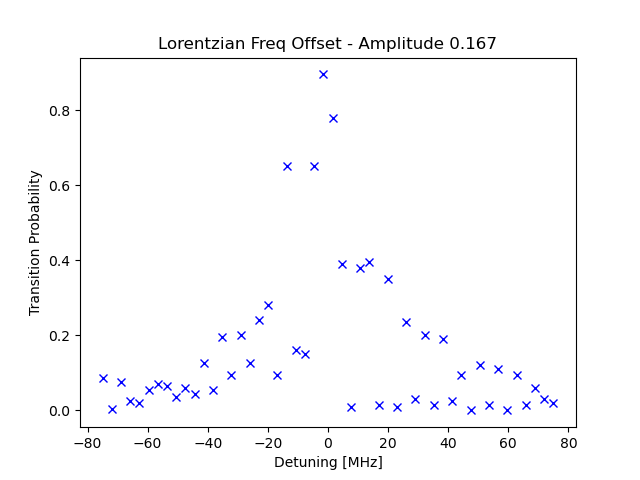 Lorentzian Freq Offset - Amplitude 0.167
Transition Probability
0.8
0.6
0.4
0.2
0.0
−80 −60 −40 −20 0 20 40 60 80
Detuning [MHz]